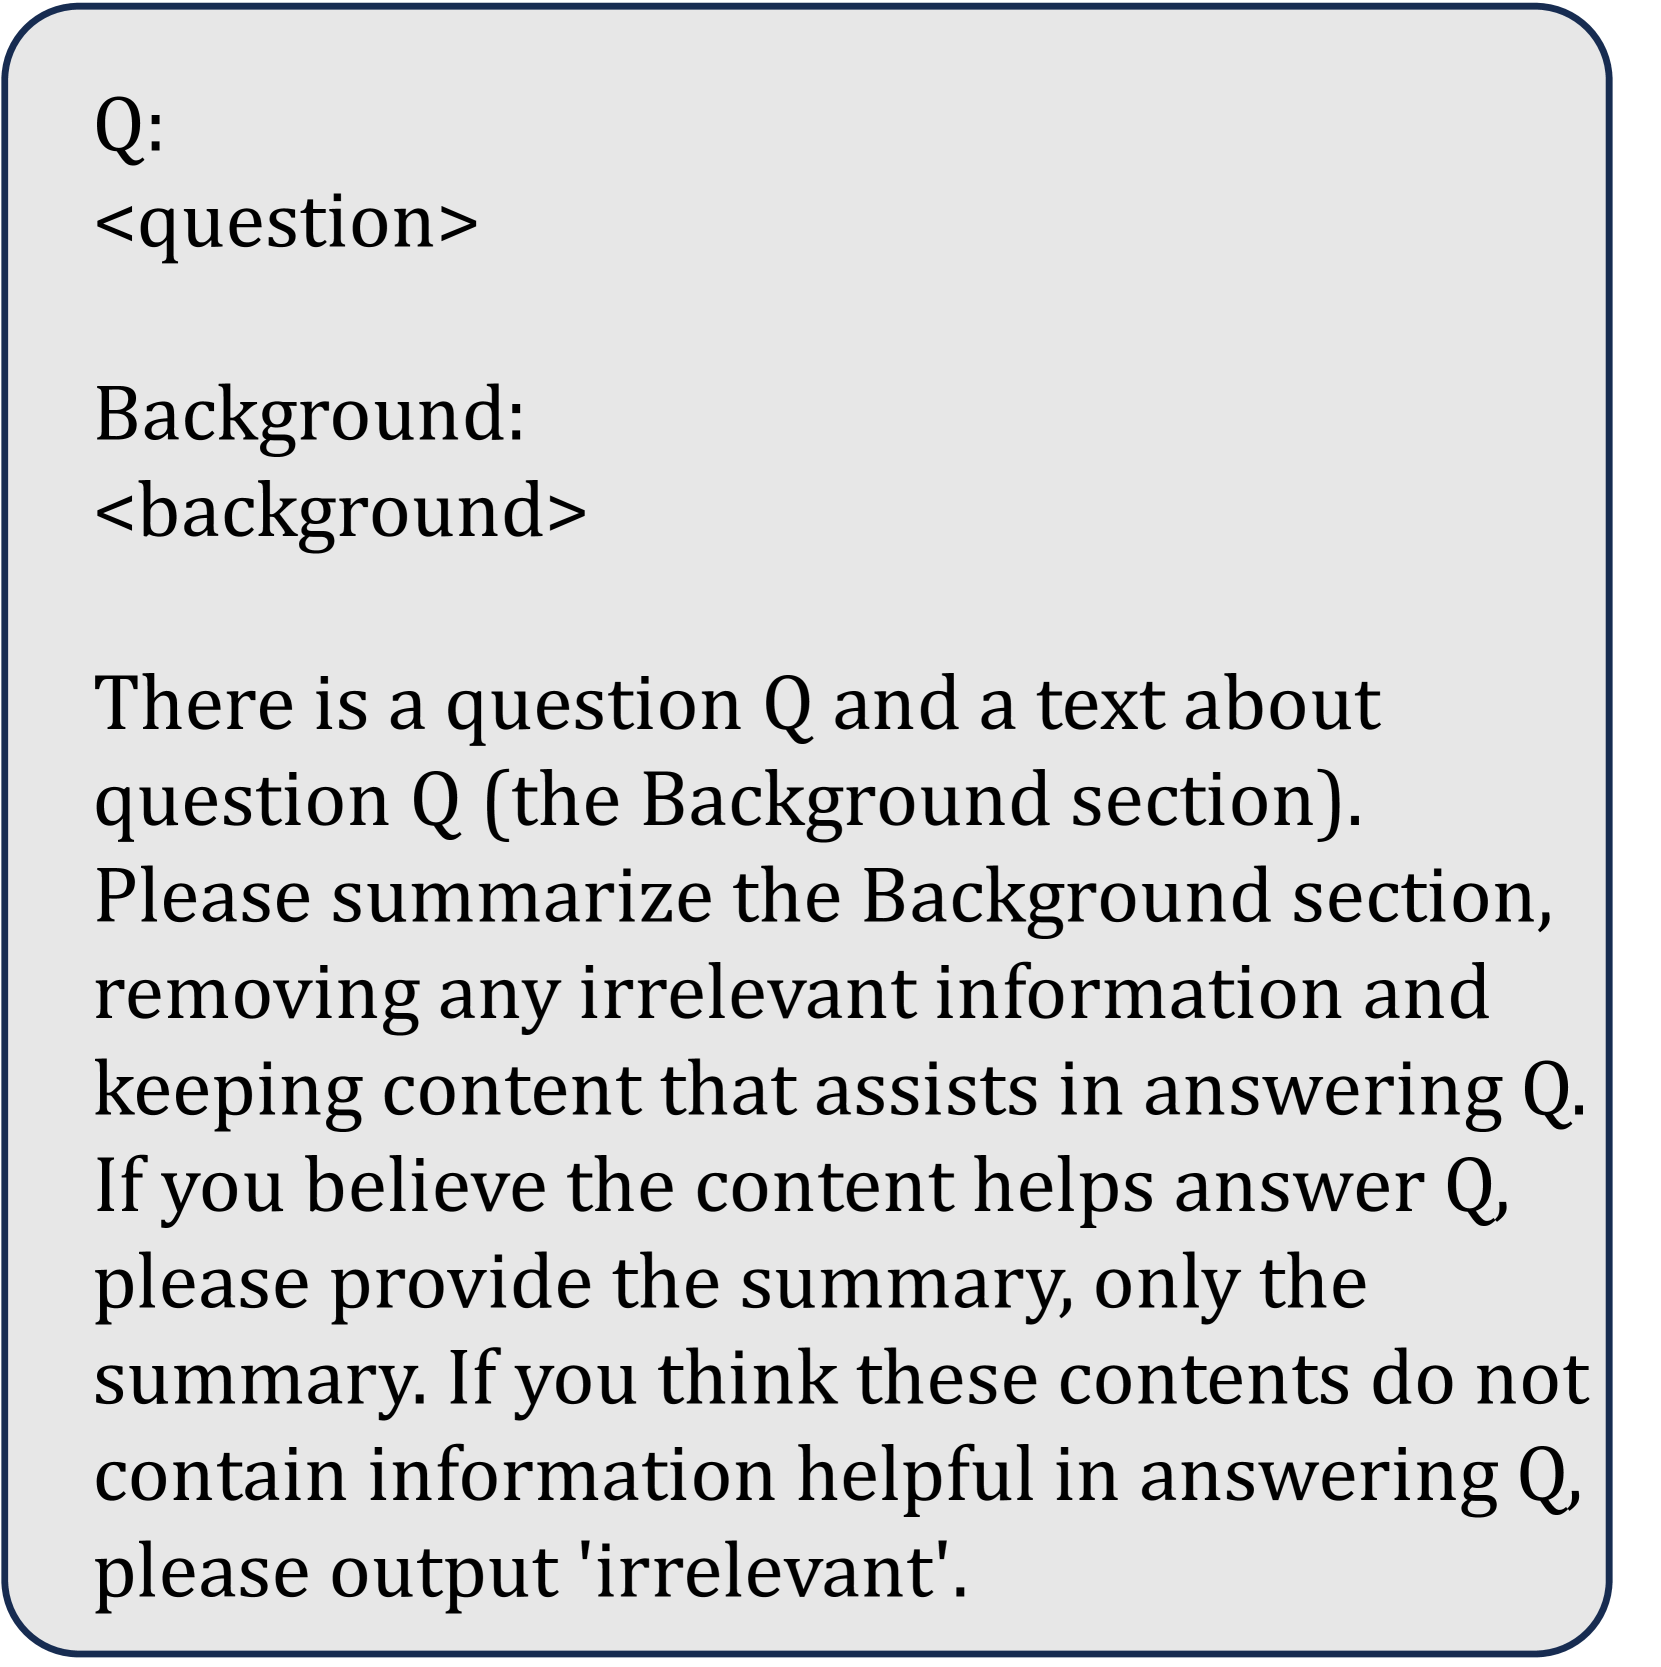 Q:
<question>
Background:
<background>
There is a question Q and a text about
question Q (the Background section).
Please summarize the Background section,
removing any irrelevant information and
keeping content that assists in answering Q.
If you believe the content helps answer Q,
please provide the summary, only the
summary. If you think these contents do not
contain information helpful in answering Q,
please output 'irrelevant'.